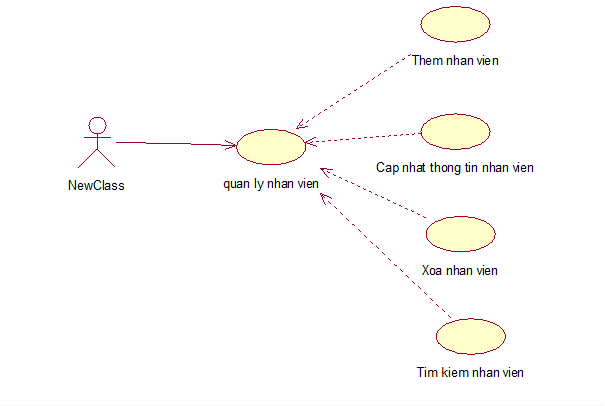 Them nhan vien
Cap nhat thong tin nhan vien
NewClass
quan ly nhan vien
Xoa nhan vien
Tim kiem nhan vien